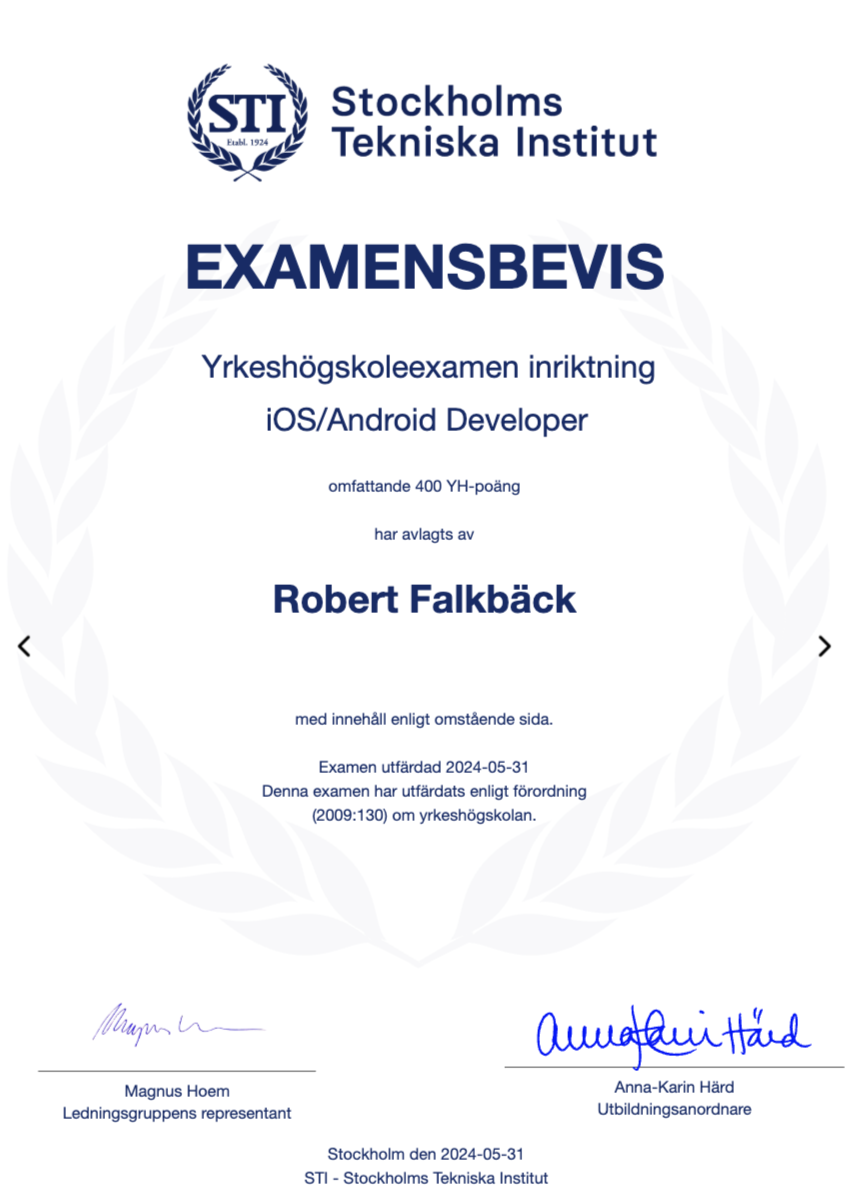 STI
Etabl. 1924
Stockholms
Tekniska Institut
EXAMENSBEVIS
Yrkeshögskoleexamen inriktning
iOS/Android Developer
omfattande 400 YH-poäng
har avlagts av
Robert Falkbäck
med innehåll enligt omstående sida.
Examen utfärdad 2024-05-31
Denna examen har utfärdats enligt förordning
(2009:130) om yrkeshögskolan.
Anna-Karin Härd
Magnus Hoem
Ledningsgruppens representant
Anna-Karin Härd
Utbildningsanordnare
Stockholm den 2024-05-31
STI - Stockholms Tekniska Institut